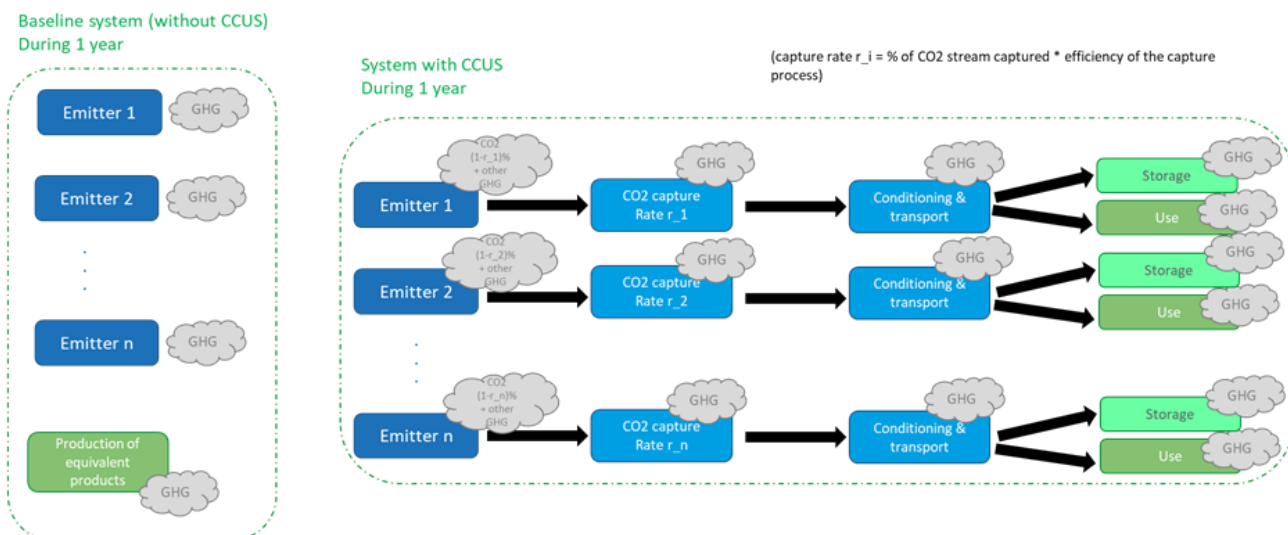 Baseline system (without CCUS)
During 1 year
Emitter 1
GHG
Emitter 2
GHG
Emitter n
GHG
Production of
equivalent
products
GHG
(capture rate r_i = % of CO2 stream captured * efficiency of the capture
process)
System with CCUS
During 1 year
CO2
(1-r_1)%
+ other
GHG
Emitter 1
GHG
CO2 capture
Rate r_1
GHG
Conditioning &
transport
GHG
Storage
GHG
Use
CO2
(1-r_2)%
+ other
GHG
Emitter 2
GHG
CO2 capture
Rate r_2
GHG
Conditioning &
transport
GHG
Storage
GHG
Use
CO2
(1-r_n)%
+ other
GHG
Emitter n
GHG
CO2 capture
Rate r_n
GHG
Conditioning &
transport
GHG
Storage
GHG
Use